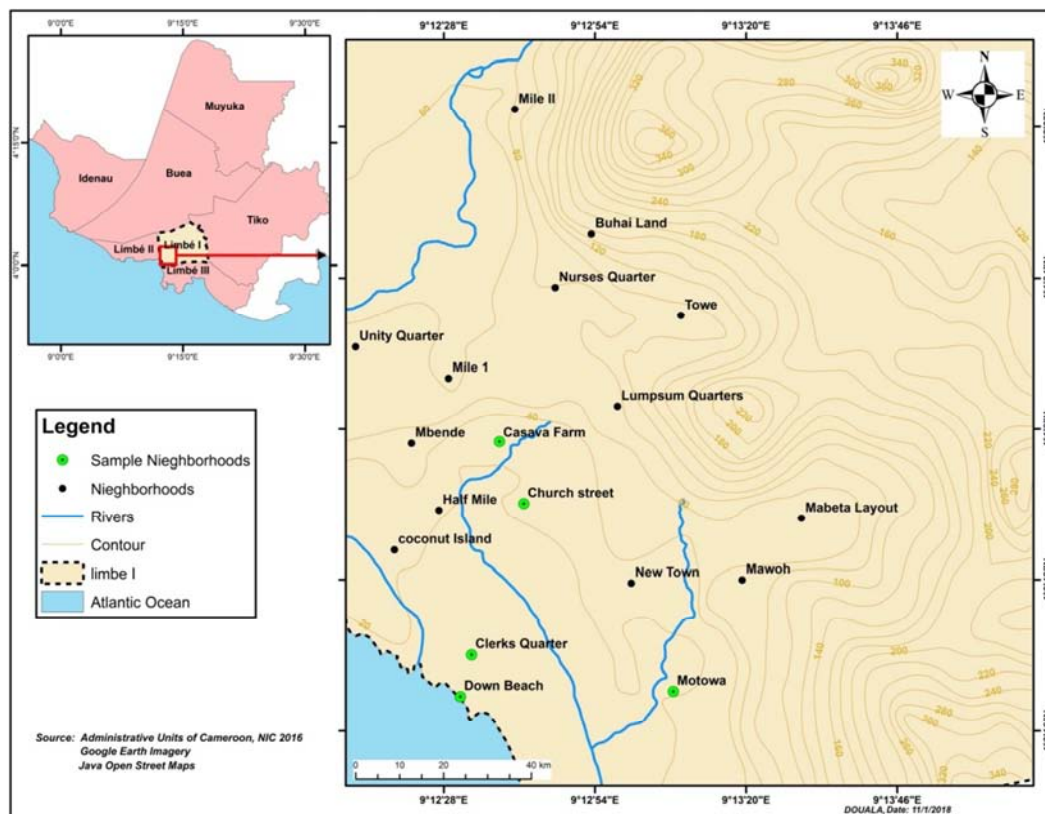 9°0'0"E 9°15'0"E 9°30'0"E
9°12'28"E 9°12'54"E 9°13'20"E 9°13'46"E
Muyuka
4°15'0"N
Idenau
Buea
Tiko
Limbé II
Limbé I
4°0'0"N
Limbé III
9°0'0"E 9°15'0"E 9°30'0"E
N
W E
S
Mile II
Buhai Land
Nurses Quarter
Towe
Unity Quarter
Mile 1
Lumpsum Quarters
Mbende
Casava Farm
Half Mile
Church street
Mabeta Layout
coconut Island
New Town
Mawoh
Clerks Quarter
Down Beach
Motowa
Legend
Sample Nieghborhoods
Nieghborhoods
Rivers
Contour
limbe I
Atlantic Ocean
Source: Administrative Units of Cameroon, NIC 2016
Google Earth Imagery
Java Open Street Maps
0 10 20 40 km
9°12'28"E 9°12'54"E 9°13'20"E 9°13'46"E
DOUALA, Date: 11/1/2018